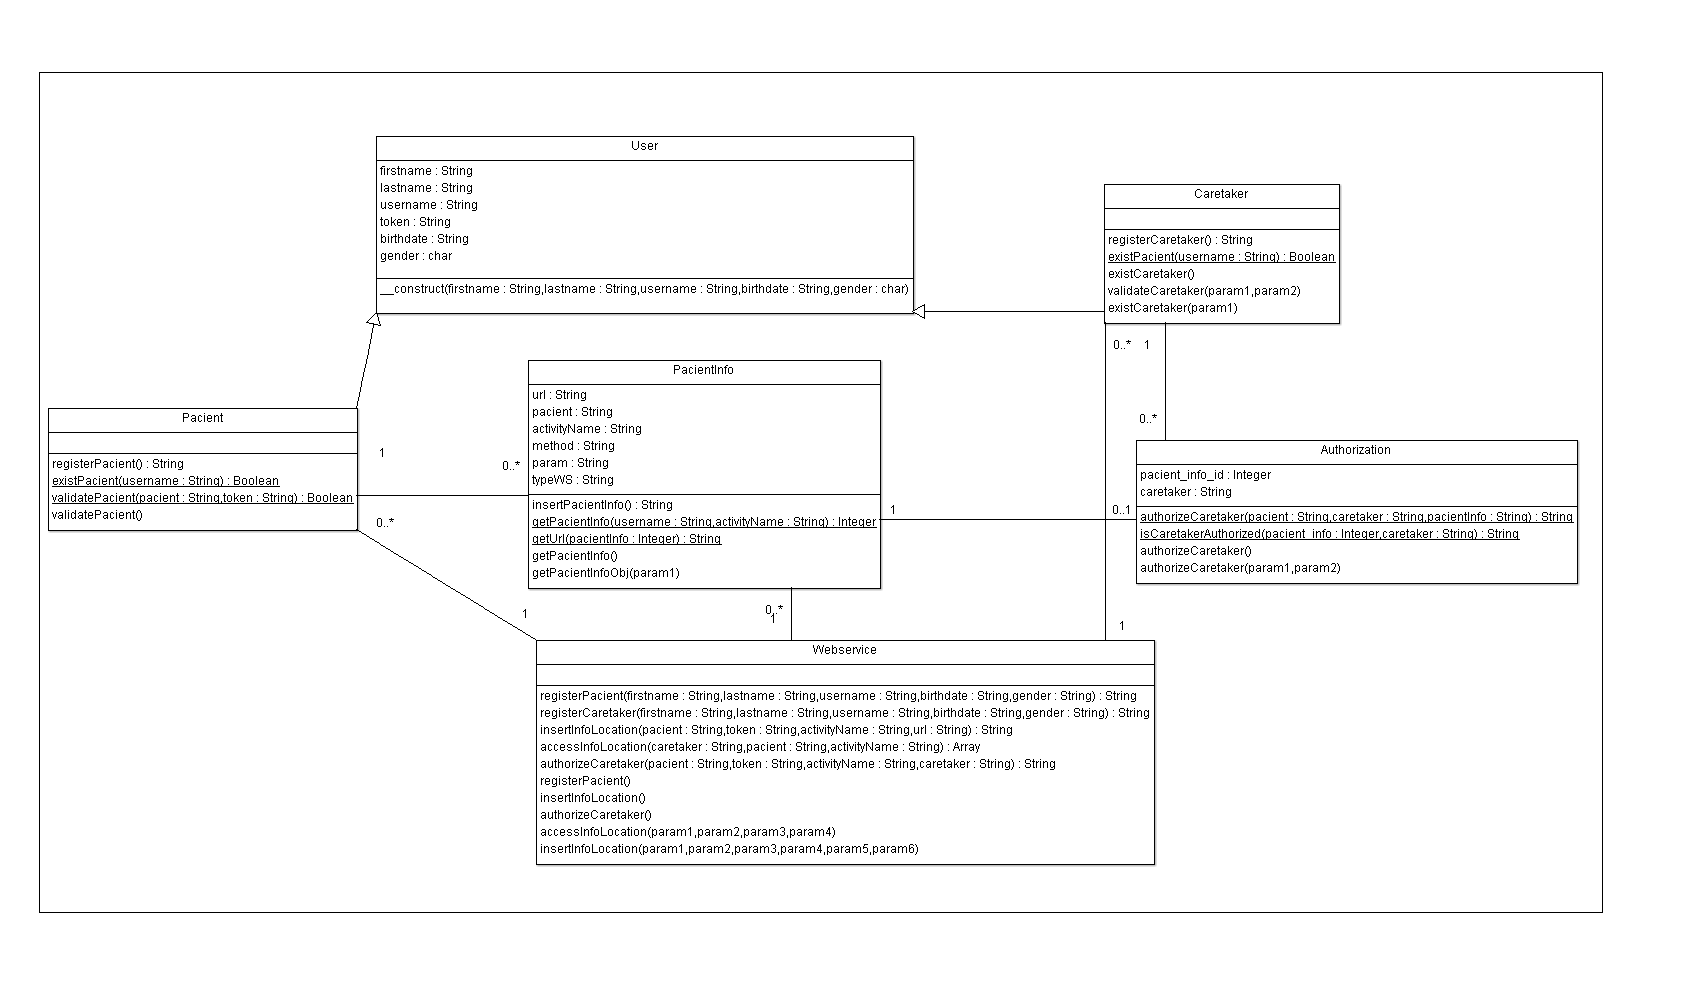 User
firstname : String
lastname : String
username : String
token : String
birthdate : String
gender : char
__construct(firstname : String,lastname : String,username : String,birthdate : String,gender : char)
Caretaker
registerCaretaker() : String
existPacient(username : String) : Boolean
existCaretaker()
validateCaretaker(param1,param2)
existCaretaker(param1)
0..*
1
PacientInfo
url : String
pacient : String
activityName : String
method : String
param : String
typeWS : String
insertPacientInfo() : String
getPacientInfo(username : String,activityName : String) : Integer
getUrl(pacientInfo : Integer) : String
getPacientInfo()
getPacientInfoObj(param1)
Pacient
registerPacient() : String
existPacient(username : String) : Boolean
validatePacient(pacient : String,token : String) : Boolean
validatePacient()
1
0..*
0..*
1
0..*
Authorization
pacient_info_id : Integer
caretaker : String
authorizeCaretaker(pacient : String,caretaker : String,pacientInfo : String) : String
isCaretakerAuthorized(pacient_info : Integer,caretaker : String) : String
authorizeCaretaker()
authorizeCaretaker(param1,param2)
1
0..1
0..*
1
1
Webservice
registerPacient(firstname : String,lastname : String,username : String,birthdate : String,gender : String) : String
registerCaretaker(firstname : String,lastname : String,username : String,birthdate : String,gender : String) : String
insertInfoLocation(pacient : String,token : String,activityName : String,url : String) : String
accessInfoLocation(caretaker : String,pacient : String,activityName : String) : Array
authorizeCaretaker(pacient : String,token : String,activityName : String,caretaker : String) : String
registerPacient()
insertInfoLocation()
authorizeCaretaker()
accessInfoLocation(param1,param2,param3,param4)
insertInfoLocation(param1,param2,param3,param4,param5,param6)